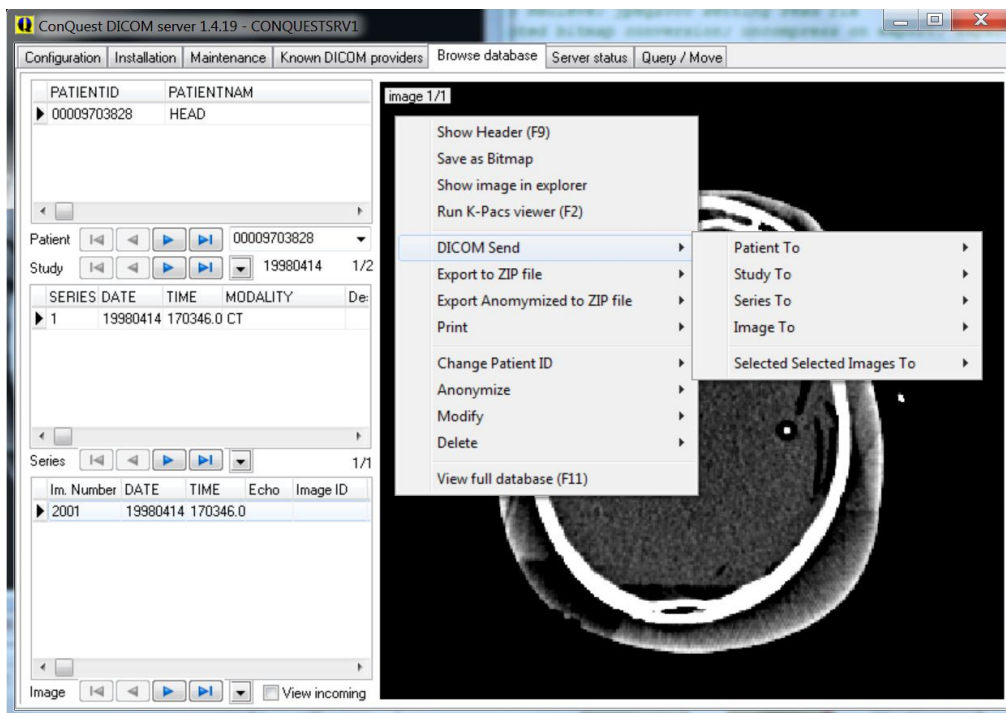 ConQuest DICOM server 1.4.19 - CONQUESTSRV1
Configuration Installation Maintenance Known DICOM providers Browse database Server status Query / Move
PATIENTID PATIENTNAM
00009703828 HEAD
Patient 00009703828
Study 19980414 1/2
SERIES DATE TIME MODALITY De:
1 19980414 170346.0 CT
Series 1/1
Im. Number DATE TIME Echo Image ID
2001 19980414 170346.0
Image View incoming
image 1/1
Show Header (F9)
Save as Bitmap
Show image in explorer
Run K-Pacs viewer (F2)
DICOM Send
Export to ZIP file
Export Anomymized to ZIP file
Print
Change Patient ID
Anonymize
Modify
Delete
View full database (F11)
Patient To
Study To
Series To
Image To
Selected Selected Images To